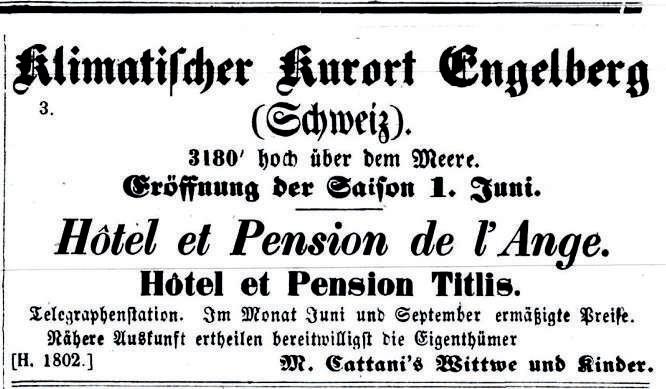 Klimatischer Kurort Engelberg
3.
(Schweiz).
3180' hoch über dem Meere.
Eröffnung der Saison 1. Juni.
Hôtel et Pension de l'Ange.
Hôtel et Pension Titlis.
Telegraphenstation. Im Monat Juni und September ermäßigte Preise.
Nähere Auskunft ertheilen bereitwilligst die Eigenthümer
[H. 1802.] M. Cattani's Wittwe und Kinder.